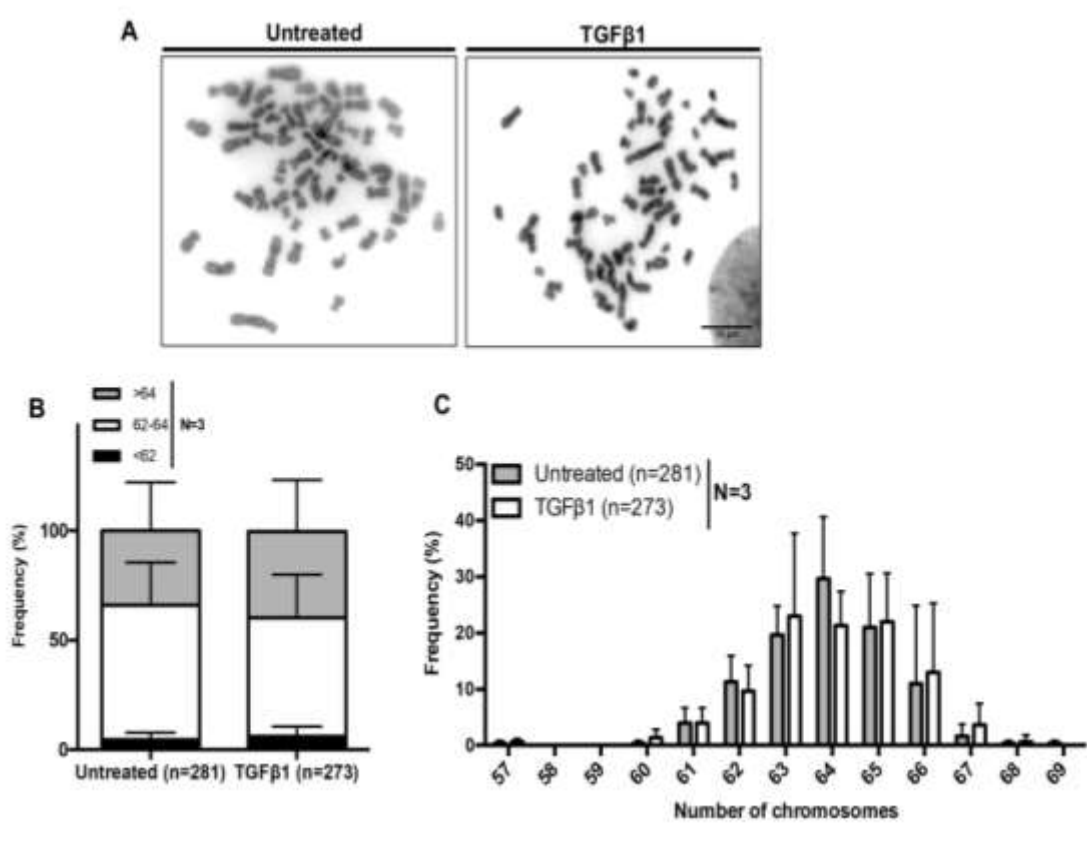 A
Untreated
TGFβ1
B
>64
62-64
<62
N=3
Frequency (%)
100
50
0
Untreated (n=281)
TGFβ1 (n=273)
C
Untreated (n=281)
TGFβ1 (n=273)
N=3
Frequency (%)
50
40
30
20
10
0
57
58
59
60
61
62
63
64
65
66
67
68
69
Number of chromosomes